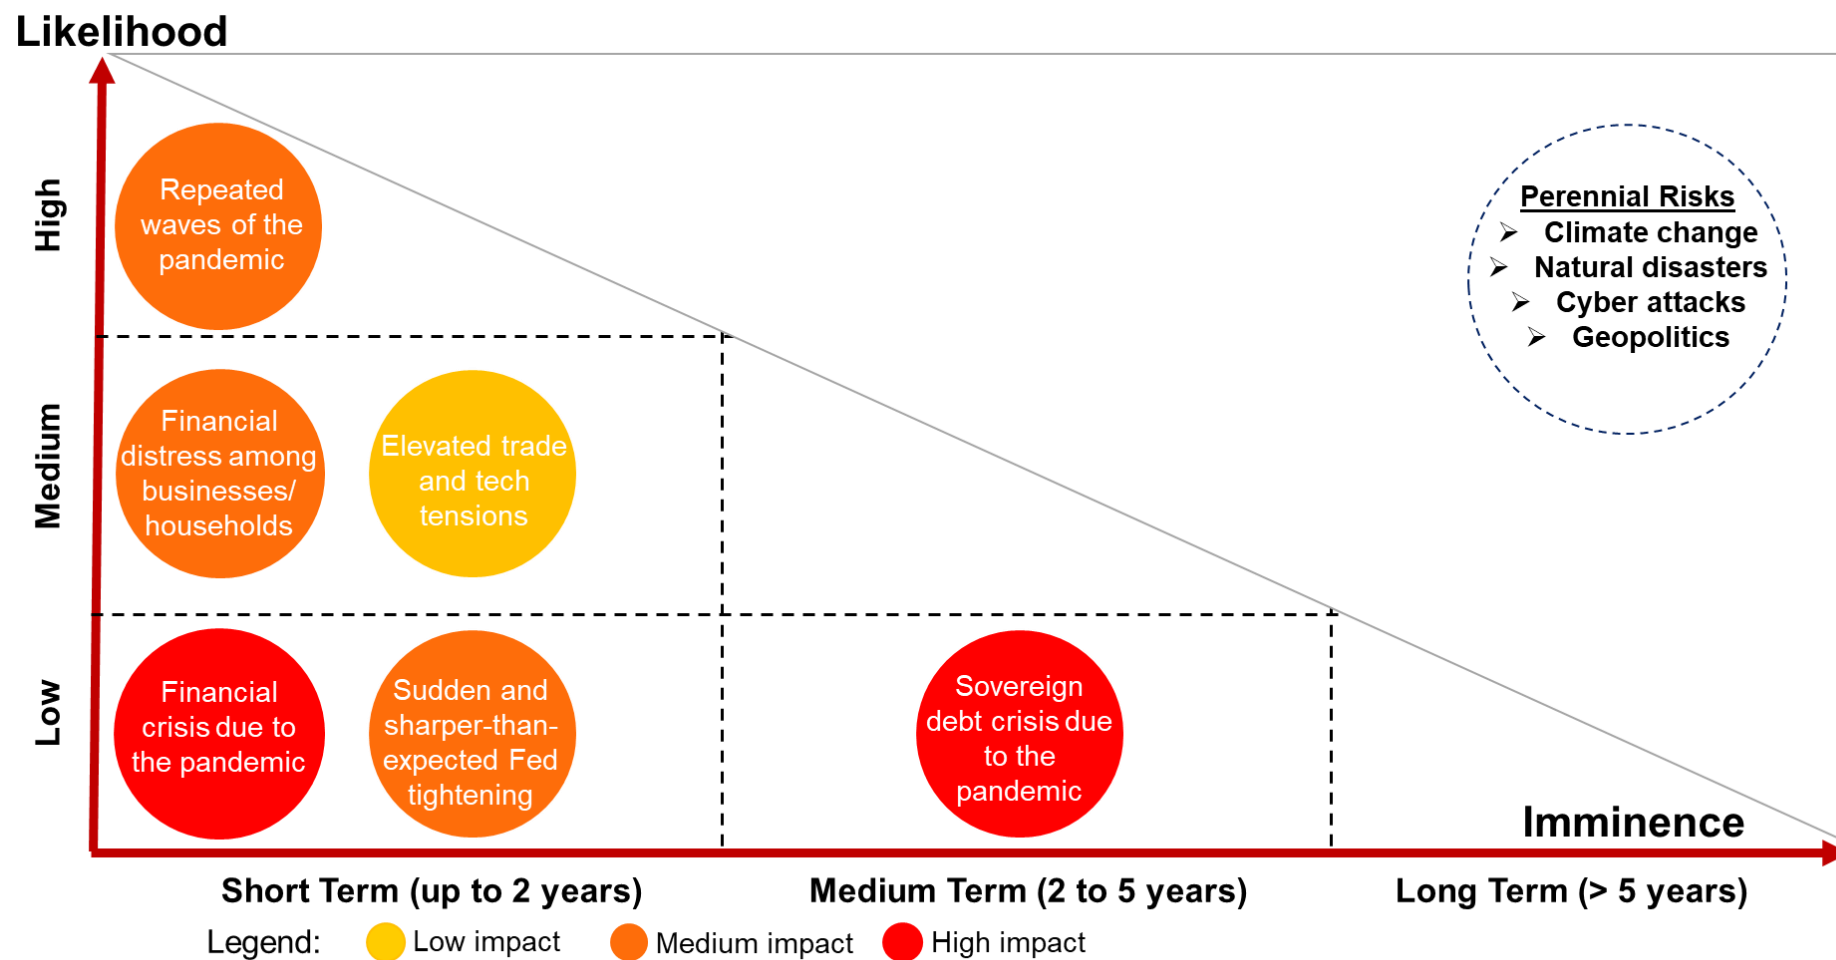 Likelihood
High
Repeated
waves of the
pandemic
Perennial Risks
➢ Climate change
➢ Natural disasters
➢ Cyber attacks
➢ Geopolitics
Medium
Financial
distress among
businesses/
households
Elevated trade
and tech
tensions
Low
Financial
crisis due to
the pandemic
Sudden and
sharper-than-
expected Fed
tightening
Sovereign
debt crisis due
to the
pandemic
Imminence
Short Term (up to 2 years)
Medium Term (2 to 5 years)
Long Term (> 5 years)
Legend:
Low impact
Medium impact
High impact